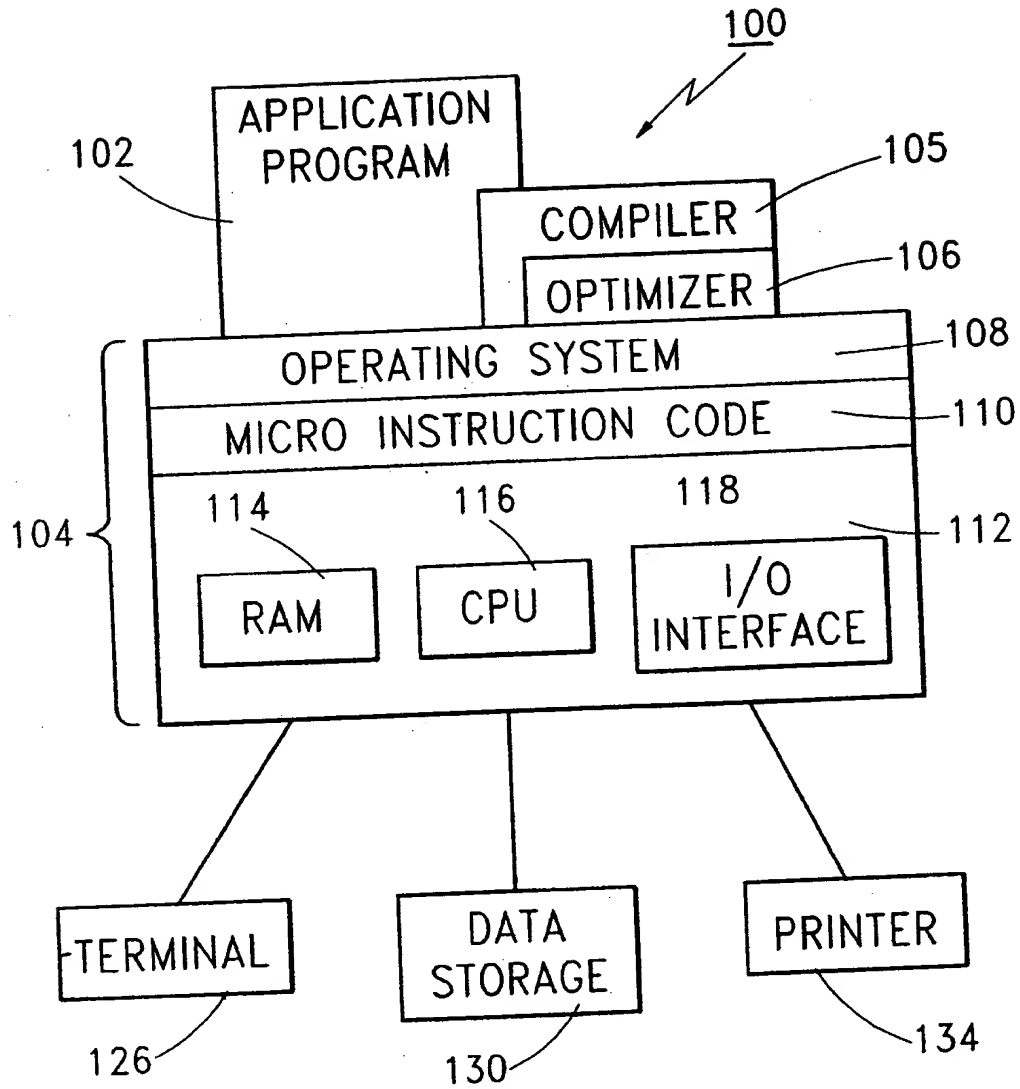 100
APPLICATION
PROGRAM
102
105
COMPILER
106
OPTIMIZER
108
OPERATING SYSTEM
110
MICRO INSTRUCTION CODE
104
114
116
118
112
RAM
CPU
I/O
INTERFACE
TERMINAL
DATA
STORAGE
PRINTER
126
130
134